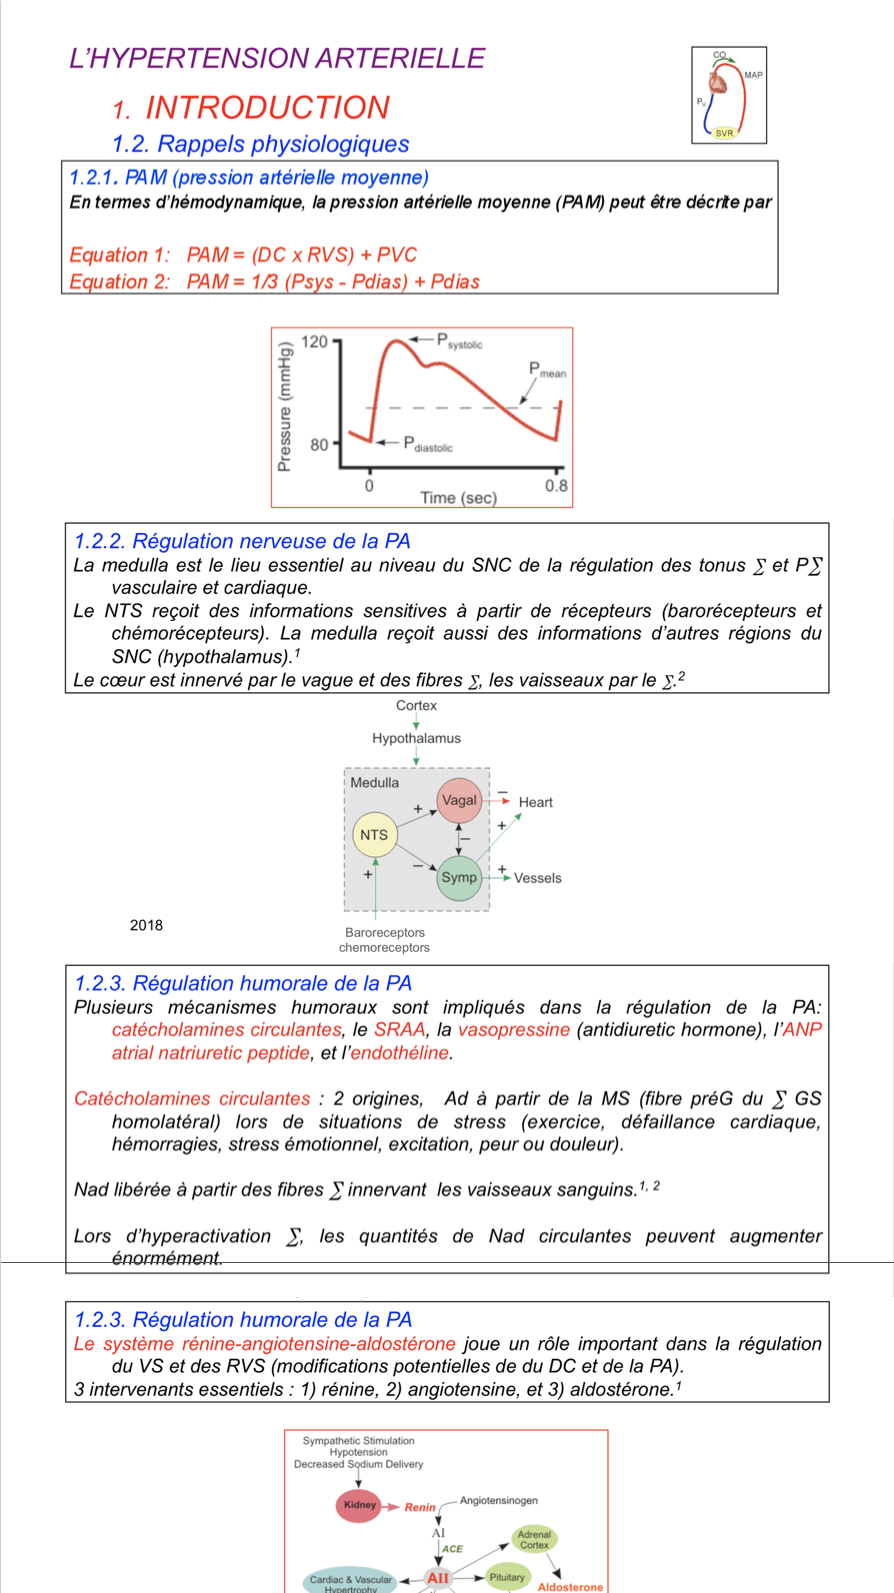 L'HYPERTENSION ARTERIELLE
1. INTRODUCTION
1.2. Rappels physiologiques
CO
MAP
Pv
SVR
1.2.1. PAM (pression artérielle moyenne)
En termes d'hémodynamique, la pression artérielle moyenne (PAM) peut être décrite par
Equation 1: PAM = (DC x RVS) + PVC
Equation 2: PAM = 1/3 (Psys - Pdias) + Pdias
Pressure (mmHg)
120
80
Psystolic
Pmean
Pdiastolic
0
0.8
Time (sec)
1.2.2. Régulation nerveuse de la PA
La medulla est le lieu essentiel au niveau du SNC de la régulation des tonus ∑ et P∑
vasculaire et cardiaque.
Le NTS reçoit des informations sensitives à partir de récepteurs (barorécepteurs et
chémorécepteurs). La medulla reçoit aussi des informations d'autres régions du
SNC (hypothalamus).1
Le cœur est innervé par le vague et des fibres ∑, les vaisseaux par le ∑.2
Cortex
Hypothalamus
Medulla
Vagal
−
Heart
+
NTS
−
+
−
+
Symp
+
Vessels
2018
Baroreceptors
chemoreceptors
1.2.3. Régulation humorale de la PA
Plusieurs mécanismes humoraux sont impliqués dans la régulation de la PA:
catécholamines circulantes, le SRAA, la vasopressine (antidiuretic hormone), l'ANP
atrial natriuretic peptide, et l'endothéline.
Catécholamines circulantes : 2 origines, Ad à partir de la MS (fibre préG du ∑ GS
homolatéral) lors de situations de stress (exercice, défaillance cardiaque,
hémorragies, stress émotionnel, excitation, peur ou douleur).
Nad libérée à partir des fibres ∑ innervant les vaisseaux sanguins.1, 2
Lors d'hyperactivation ∑, les quantités de Nad circulantes peuvent augmenter
énormément.
1.2.3. Régulation humorale de la PA
Le système rénine-angiotensine-aldostérone joue un rôle important dans la régulation
du VS et des RVS (modifications potentielles de du DC et de la PA).
3 intervenants essentiels : 1) rénine, 2) angiotensine, et 3) aldostérone.1
Sympathetic Stimulation
Hypotension
Decreased Sodium Delivery
Kidney
Renin
Angiotensinogen
AI
ACE
Adrenal
Cortex
Cardiac & Vascular
Hypertrophy
AII
Pituitary
Aldosterone